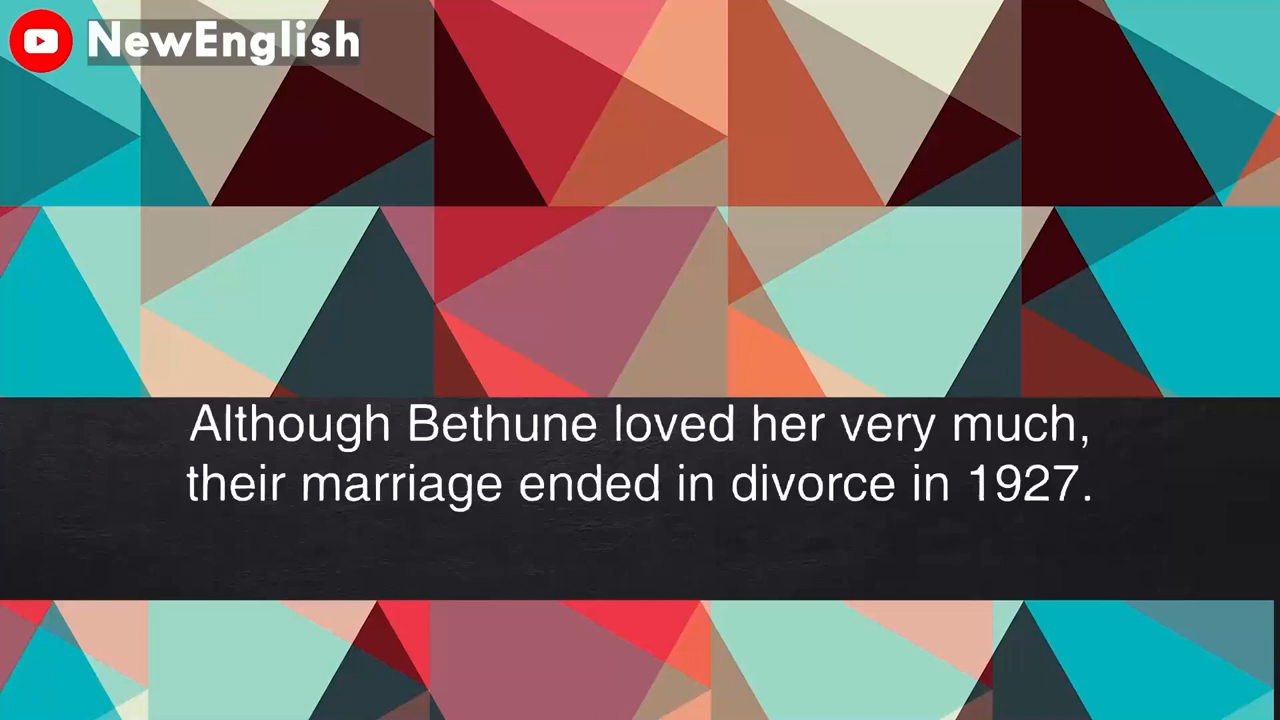 NewEnglish
Although Bethune loved her very much,
their marriage ended in divorce in 1927.